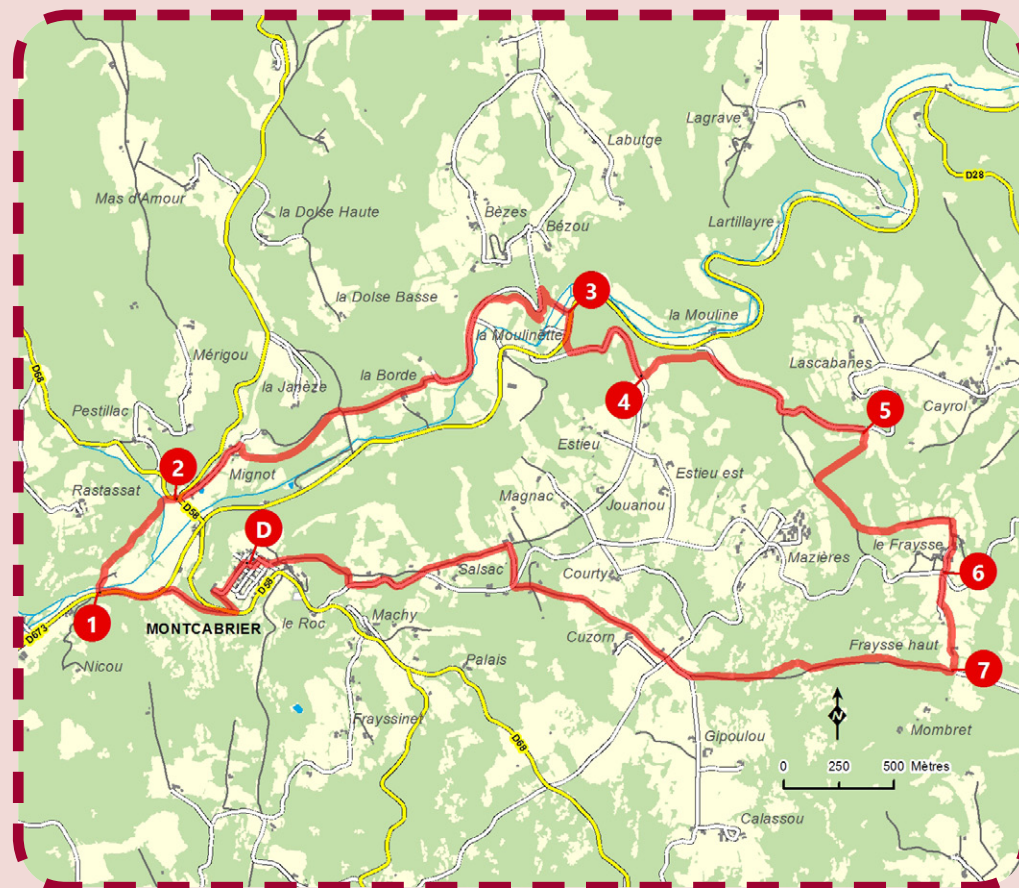 Labutge
Lagrave
D28
Mas d'Amour
la Dolse Haute
Bèzes
Bézou
Lartillayre
la Dolse Basse
3
la Moulinette
la Mouline
D68
Mérigou
la Janèze
la Borde
Lascabanes
4
5
Cayrol
Pestillac
Estieu
2
Mignot
Estieu est
Rastassat
Magnac
Jouanou
D58
D
Mazières
le Fraysse
Salsac
Courty
6
D58
1
MONTCABRIER
le Roc
Machy
Cuzorn
D673
Fraysse haut
Nicou
Palais
7
N
Frayssinet
Mombret
D68
Gipoulou
0 250 500 Mètres
Calassou